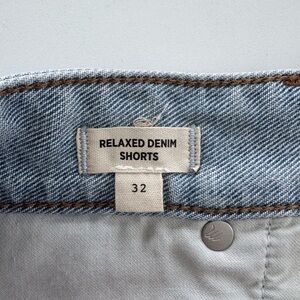 RELAXED DENIM
SHORTS
32